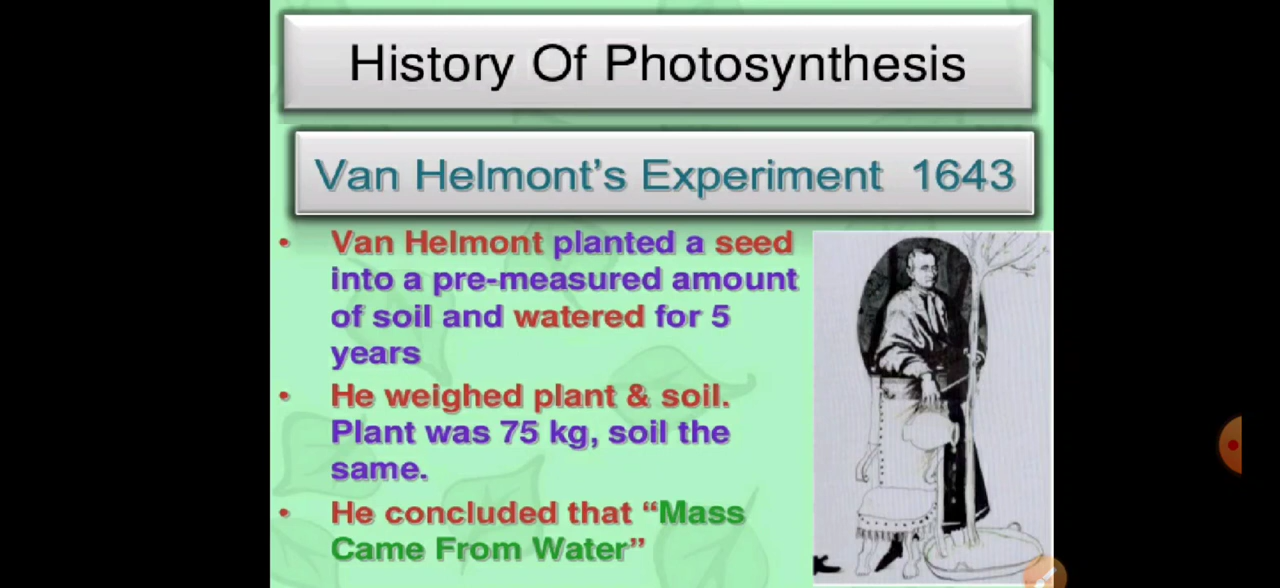 History Of Photosynthesis
Van Helmont’s Experiment 1643
• Van Helmont planted a seed
into a pre-measured amount
of soil and watered for 5
years
• He weighed plant & soil.
Plant was 75 kg, soil the
same.
• He concluded that “Mass
Came From Water”